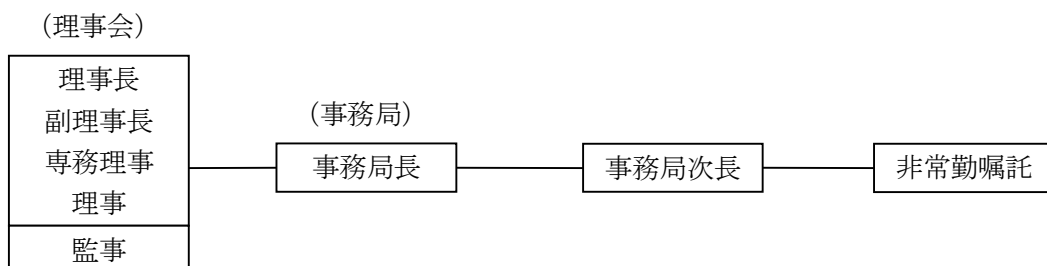 （理事会）
理事長
副理事長
専務理事
理事
監事
（事務局）
事務局長
事務局次長
非常勤嘱託